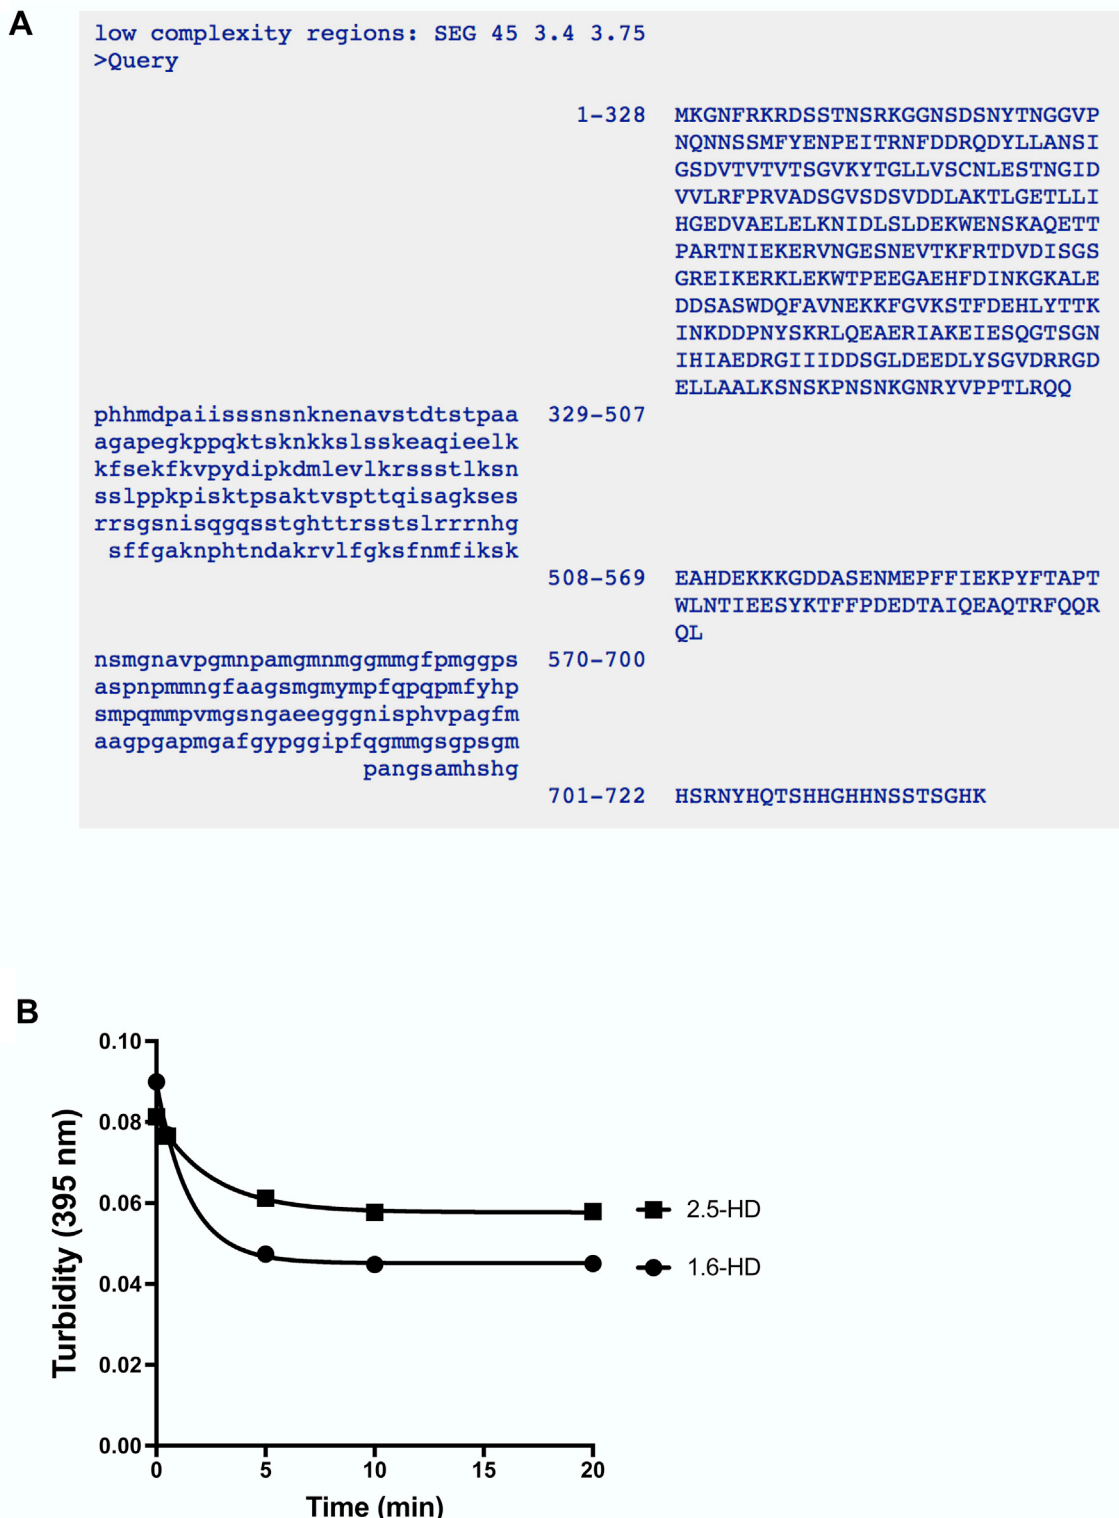 A
low complexity regions: SEG 45 3.4 3.75
>Query
1-328 MKGNFRKRDSSTNSRKGGNSDSNYTNGGVP
NQNNSSMFYENPEITRNFDDRQDYLLANSI
GSDVTVTVTSGVKYTGLLVSCNLESTNGID
VVLRFPRVADSGVSDSVDDLAKTLGETLLI
HGEDVAELELKNIDLSLDEKWENSKAQETT
PARTNIEKERVNGESNEVTKFRTDVDISGS
GREIKERKLEKWTPEEGAEHFDINKGKALE
DDSASWDQFAVNEKKFGVKSTFDEHLYTTK
INKDDPNYSKRLQEAERIAKEIESQGTSGN
IHIAEDRGIIIDDSGLDEEDLYSGVDRRGD
ELLAALKSNSKPNSNKGNRYVPPTLRQQ
phhmdpaiisssnsnknenavstdtstpaa 329-507
agapegkppqktsknkkslsskeaqieelk
kfsekfkvpydipkdmlevlkrssstlksn
sslppkpisktpsaktvspttqisagkses
rrsgsnisqgqsstghttrsstslrrrnhg
sffgaknphtndakrvlfgksfnmfiksk
508-569 EAHDEKKKGDDASENMEPFFIEKPYFTAPT
WLNTIEESYKTFFPDEDTAIQEAQTRFQQR
QL
nsmgnavpgmnpamgmnmggmmgfpmggps 570-700
aspnpmmngfaagsmgmympfqpqpmfyhp
smpqmmpvmgsngaeegggnisphvpagfm
aagpgapmgafgypggipfqgmmgsgpsgm
pangsamhshg
701-722 HSRNYHQTSHHGHHNSSTSGHK
B
0.10
0.08
0.06
0.04
0.02
0.00
Turbidity (395 nm)
2.5-HD
1.6-HD
0 5 10 15 20
Time (min)